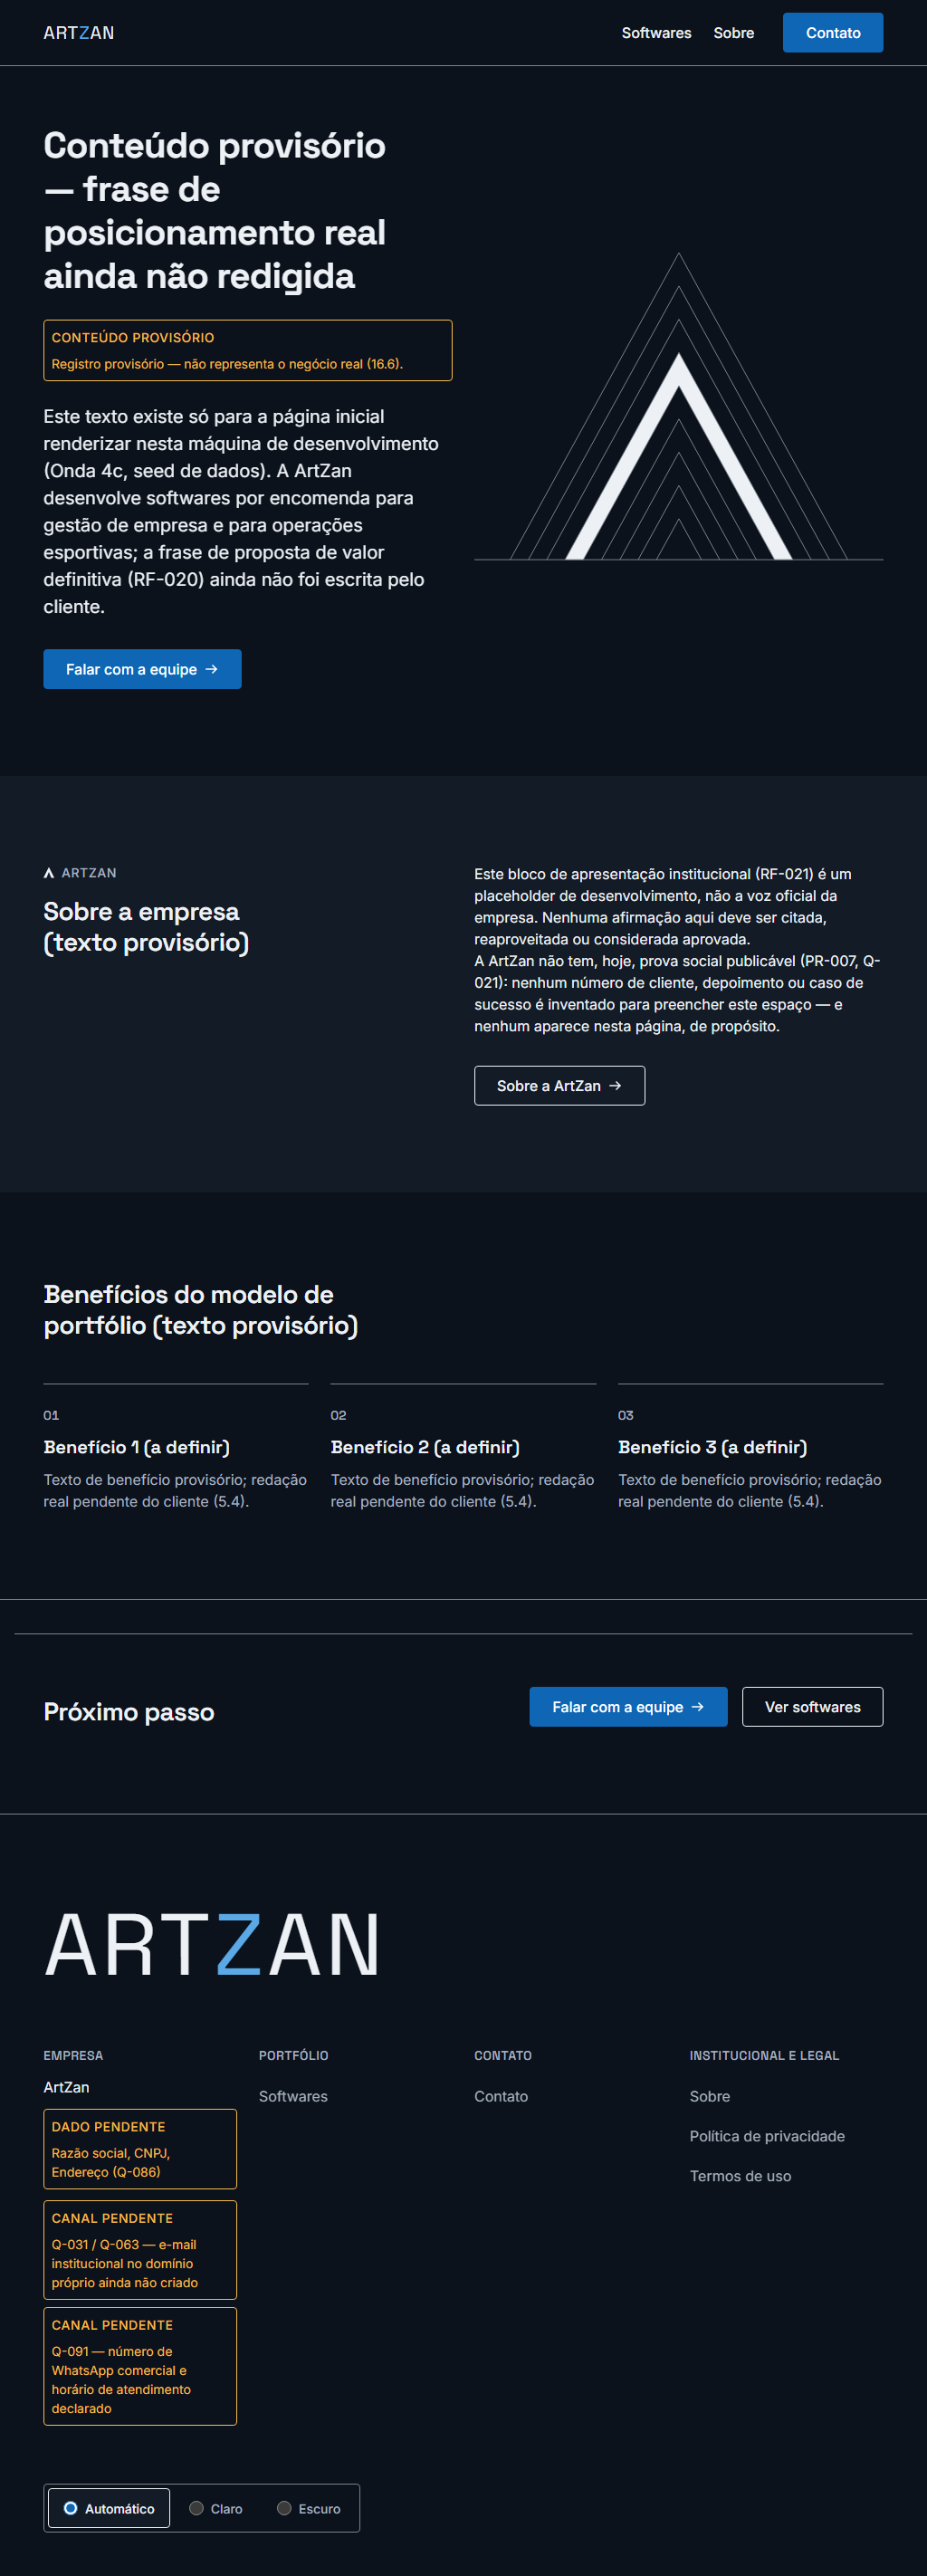 ARTZAN
Softwares
Sobre
Contato
Conteúdo provisório
— frase de
posicionamento real
ainda não redigida
CONTEÚDO PROVISÓRIO
Registro provisório — não representa o negócio real (16.6).
Este texto existe só para a página inicial
renderizar nesta máquina de desenvolvimento
(Onda 4c, seed de dados). A ArtZan
desenvolve softwares por encomenda para
gestão de empresa e para operações
esportivas; a frase de proposta de valor
definitiva (RF-020) ainda não foi escrita pelo
cliente.
Falar com a equipe →
ARTZAN
Sobre a empresa
(texto provisório)
Este bloco de apresentação institucional (RF-021) é um
placeholder de desenvolvimento, não a voz oficial da
empresa. Nenhuma afirmação aqui deve ser citada,
reaproveitada ou considerada aprovada.
A ArtZan não tem, hoje, prova social publicável (PR-007, Q-
021): nenhum número de cliente, depoimento ou caso de
sucesso é inventado para preencher este espaço — e
nenhum aparece nesta página, de propósito.
Sobre a ArtZan →
Benefícios do modelo de
portfólio (texto provisório)
01
Benefício 1 (a definir)
Texto de benefício provisório; redação
real pendente do cliente (5.4).
02
Benefício 2 (a definir)
Texto de benefício provisório; redação
real pendente do cliente (5.4).
03
Benefício 3 (a definir)
Texto de benefício provisório; redação
real pendente do cliente (5.4).
Próximo passo
Falar com a equipe →
Ver softwares
ARTZAN
EMPRESA
ArtZan
DADO PENDENTE
Razão social, CNPJ,
Endereço (Q-086)
CANAL PENDENTE
Q-031 / Q-063 — e-mail
institucional no domínio
próprio ainda não criado
CANAL PENDENTE
Q-091 — número de
WhatsApp comercial e
horário de atendimento
declarado
PORTFÓLIO
Softwares
CONTATO
Contato
INSTITUCIONAL E LEGAL
Sobre
Política de privacidade
Termos de uso
Automático
Claro
Escuro